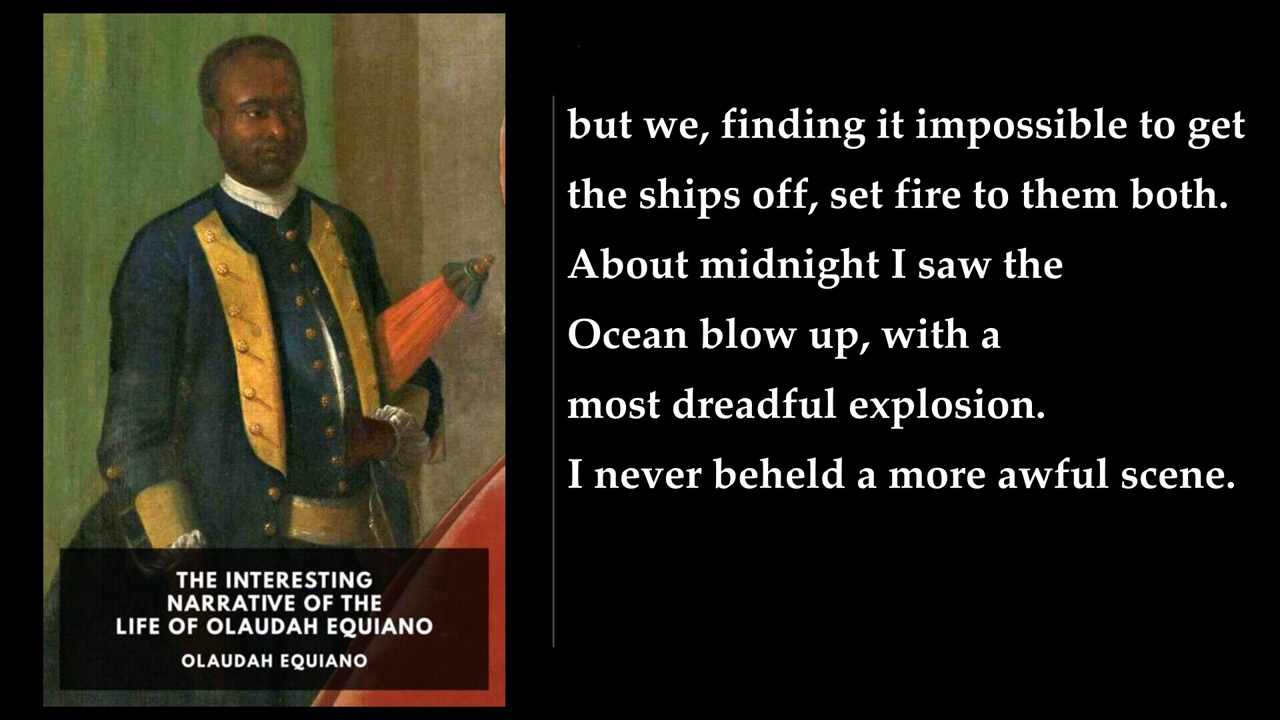 but we, finding it impossible to get
the ships off, set fire to them both.
About midnight I saw the
Ocean blow up, with a
most dreadful explosion.
I never beheld a more awful scene.
THE INTERESTING
NARRATIVE OF THE
LIFE OF OLAUDAH EQUIANO
OLAUDAH EQUIANO